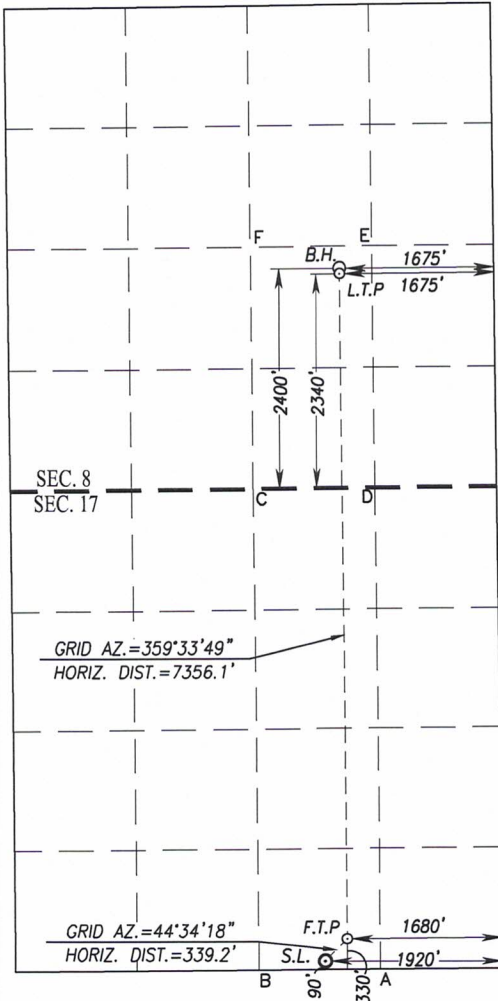 F
E
B.H.
1675'
L.T.P
1675'
2400'
2340'
SEC. 8
SEC. 17
C
D
GRID AZ.=359°33'49"
HORIZ. DIST.=7356.1'
GRID AZ.=44°34'18"
HORIZ. DIST.=339.2'
F.T.P
1680'
S.L.
1920'
B
90'
330'
A